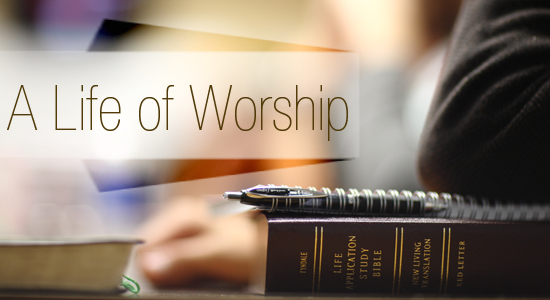 A Life of Worship
TYNDALE
LIFE
APPLICATION
STUDY
BIBLE
NEW LIVING
TRANSLATION
RED LETTER